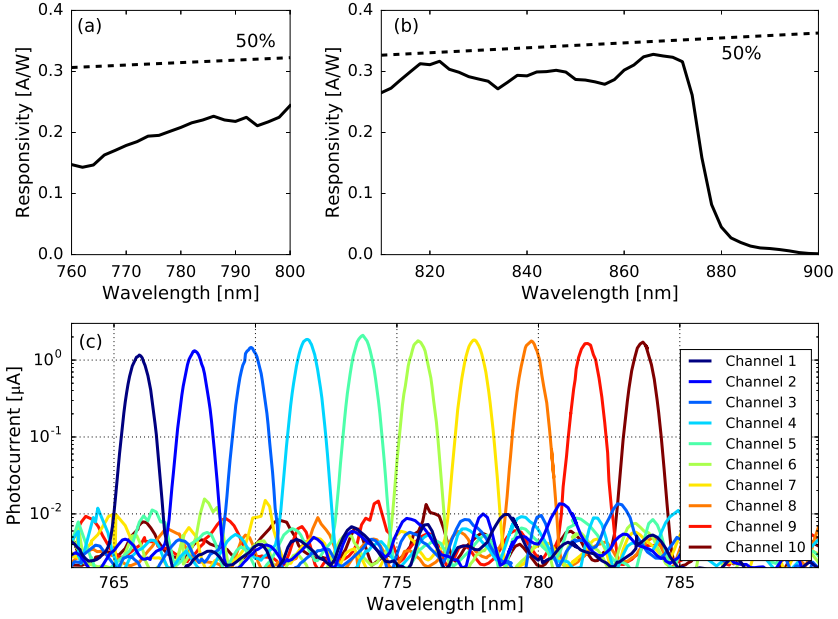 (a)
50%
Responsivity [A/W]
0.4
0.3
0.2
0.1
0.0
760 770 780 790 800
Wavelength [nm]
(b)
50%
Responsivity [A/W]
0.4
0.3
0.2
0.1
0.0
820 840 860 880 900
Wavelength [nm]
(c)
Photocurrent [μA]
10⁰
10⁻¹
10⁻²
765 770 775 780 785
Wavelength [nm]
Channel 1
Channel 2
Channel 3
Channel 4
Channel 5
Channel 6
Channel 7
Channel 8
Channel 9
Channel 10